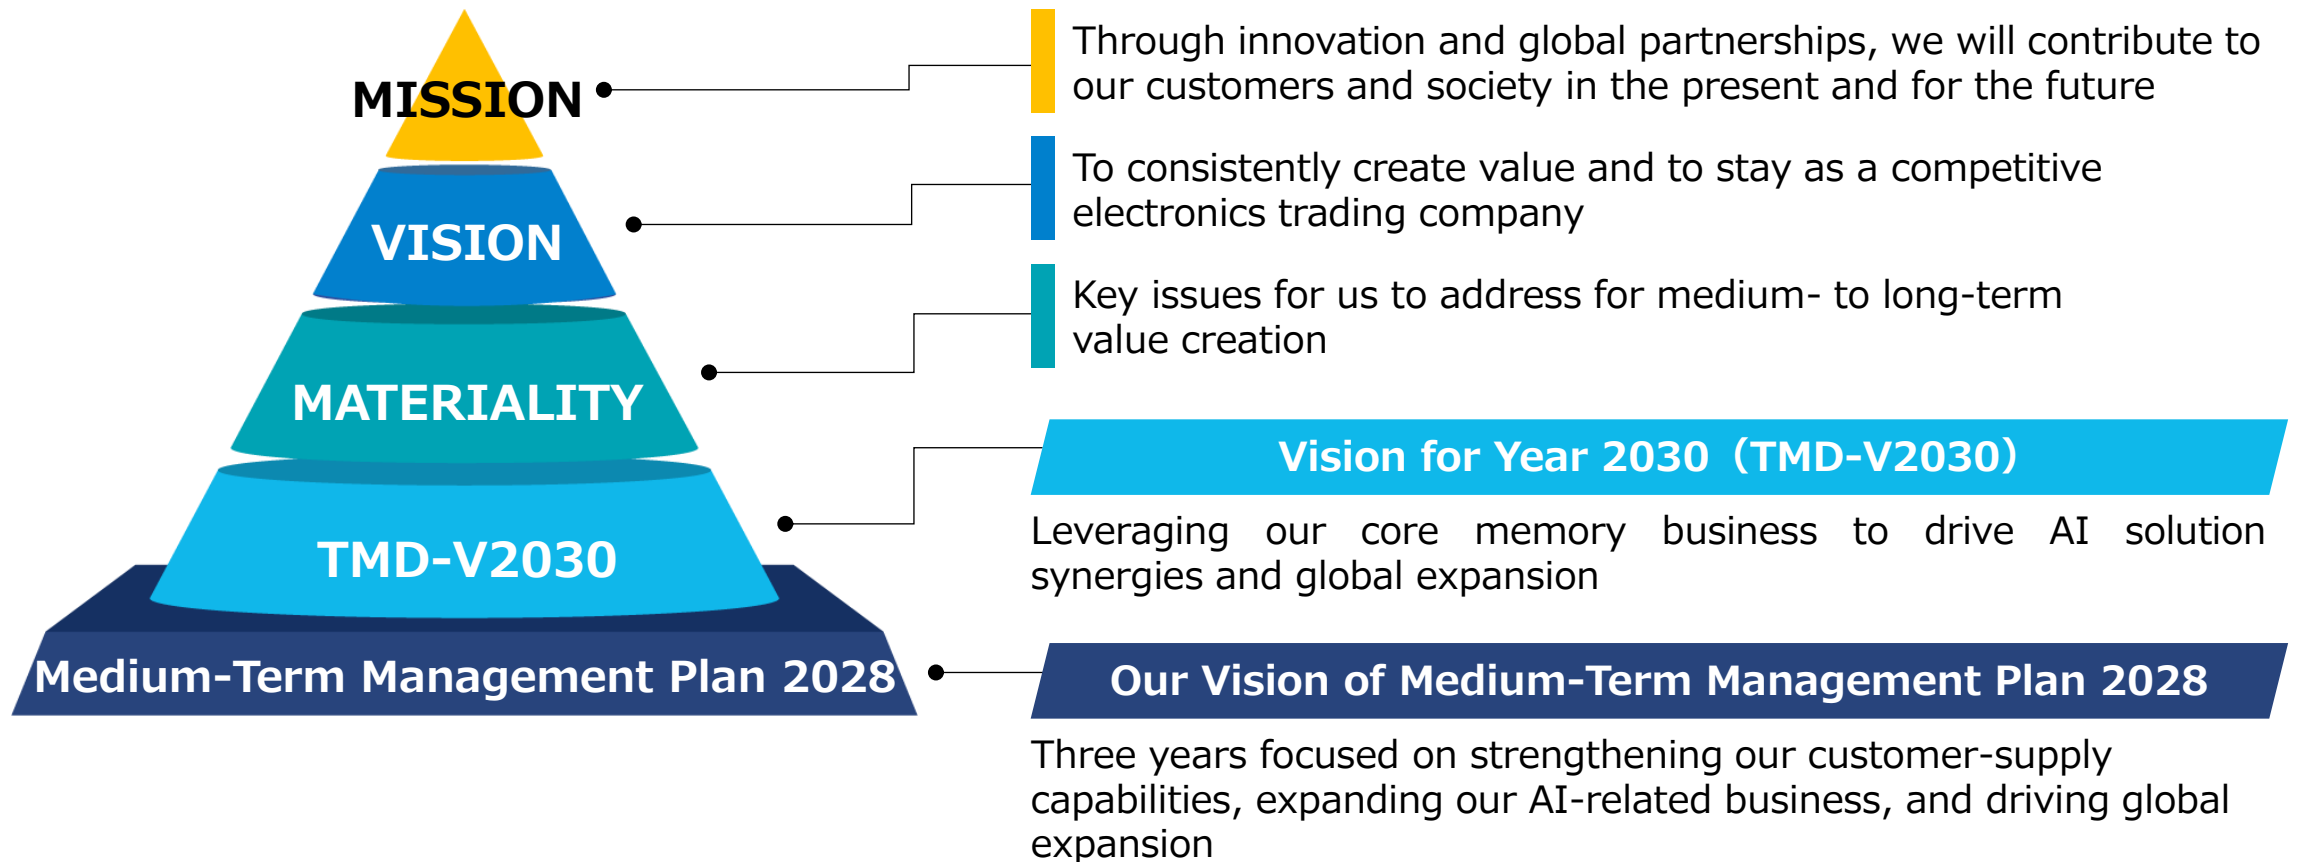 MISSION
Through innovation and global partnerships, we will contribute to
our customers and society in the present and for the future
VISION
To consistently create value and to stay as a competitive
electronics trading company
MATERIALITY
Key issues for us to address for medium- to long-term
value creation
TMD-V2030
Vision for Year 2030（TMD-V2030）
Leveraging our core memory business to drive AI solution
synergies and global expansion
Medium-Term Management Plan 2028
Our Vision of Medium-Term Management Plan 2028
Three years focused on strengthening our customer-supply
capabilities, expanding our AI-related business, and driving global
expansion